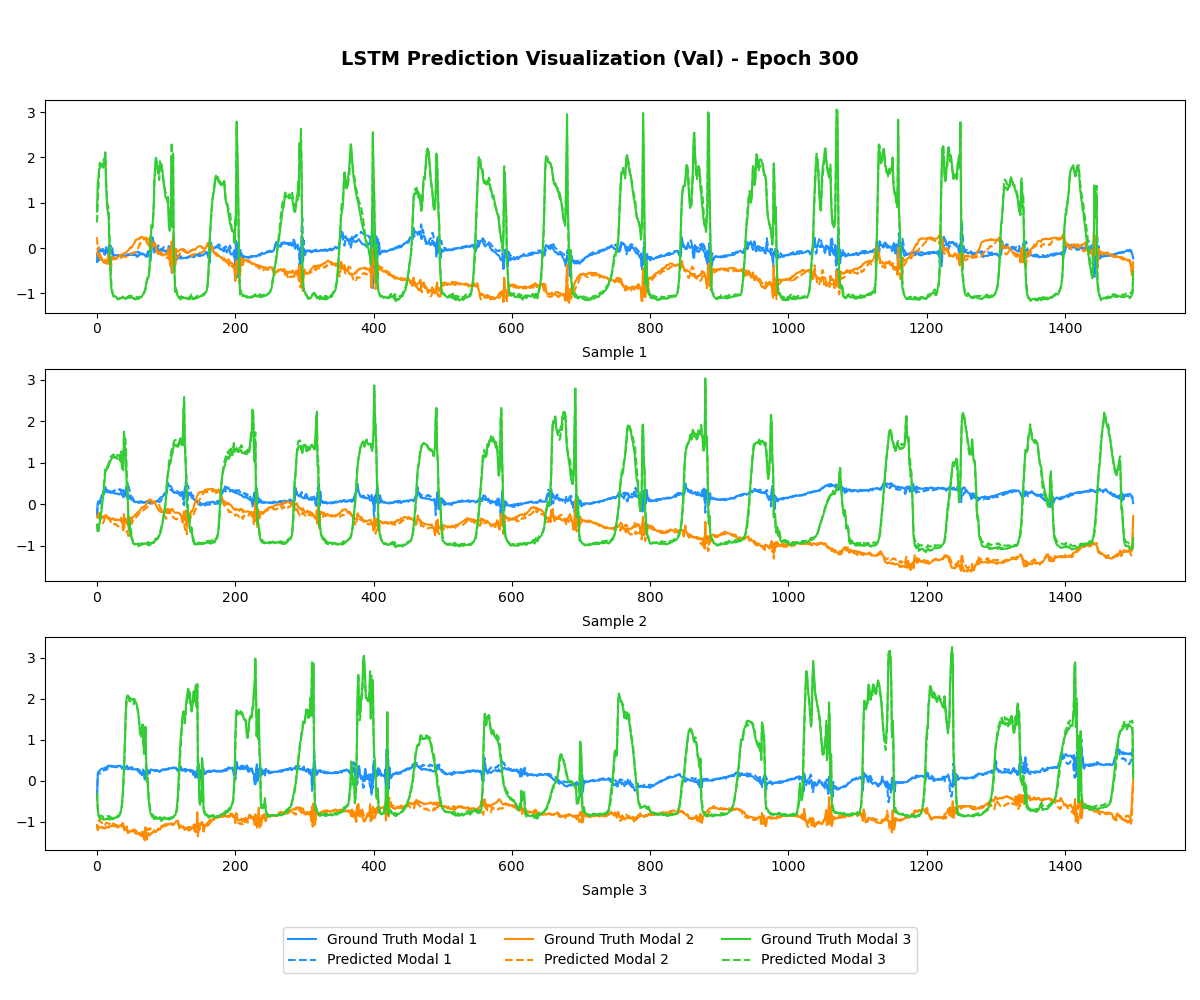 LSTM Prediction Visualization (Val) - Epoch 300
3
2
1
0
−1
0 200 400 600 800 1000 1200 1400
Sample 1
3
2
1
0
−1
0 200 400 600 800 1000 1200 1400
Sample 2
3
2
1
0
−1
0 200 400 600 800 1000 1200 1400
Sample 3
Ground Truth Modal 1 Ground Truth Modal 2 Ground Truth Modal 3
Predicted Modal 1 Predicted Modal 2 Predicted Modal 3